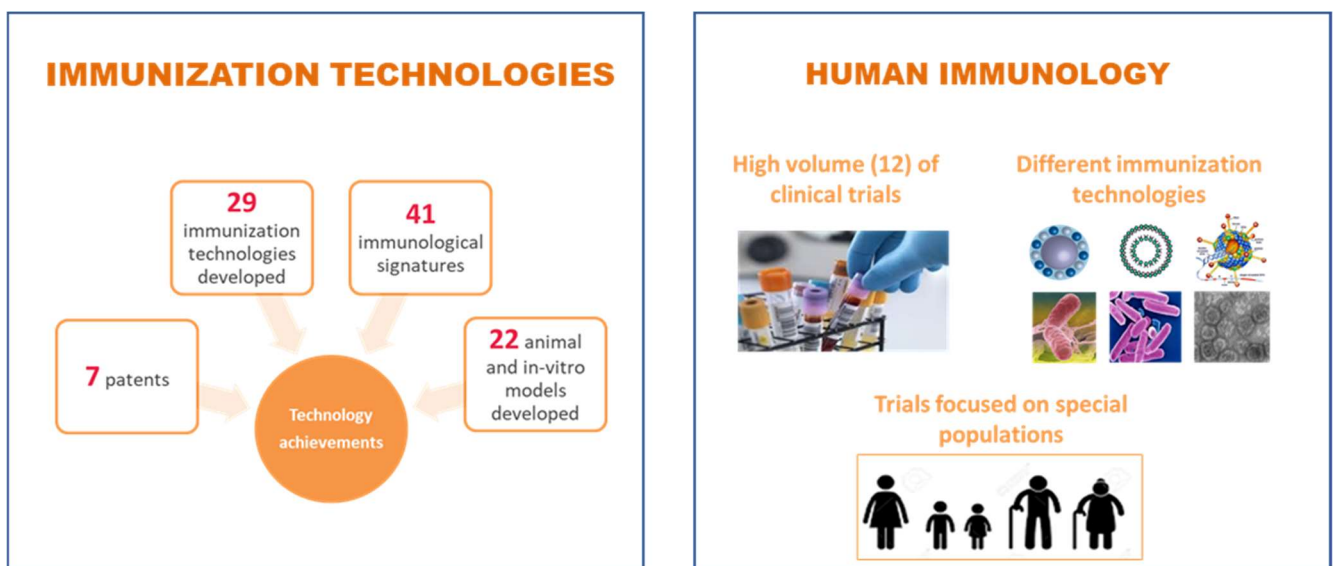 IMMUNIZATION TECHNOLOGIES
29
immunization
technologies
developed
41
immunological
signatures
7 patents
22 animal
and in-vitro
models
developed
Technology
achievements
HUMAN IMMUNOLOGY
High volume (12) of
clinical trials
Different immunization
technologies
Trials focused on special
populations